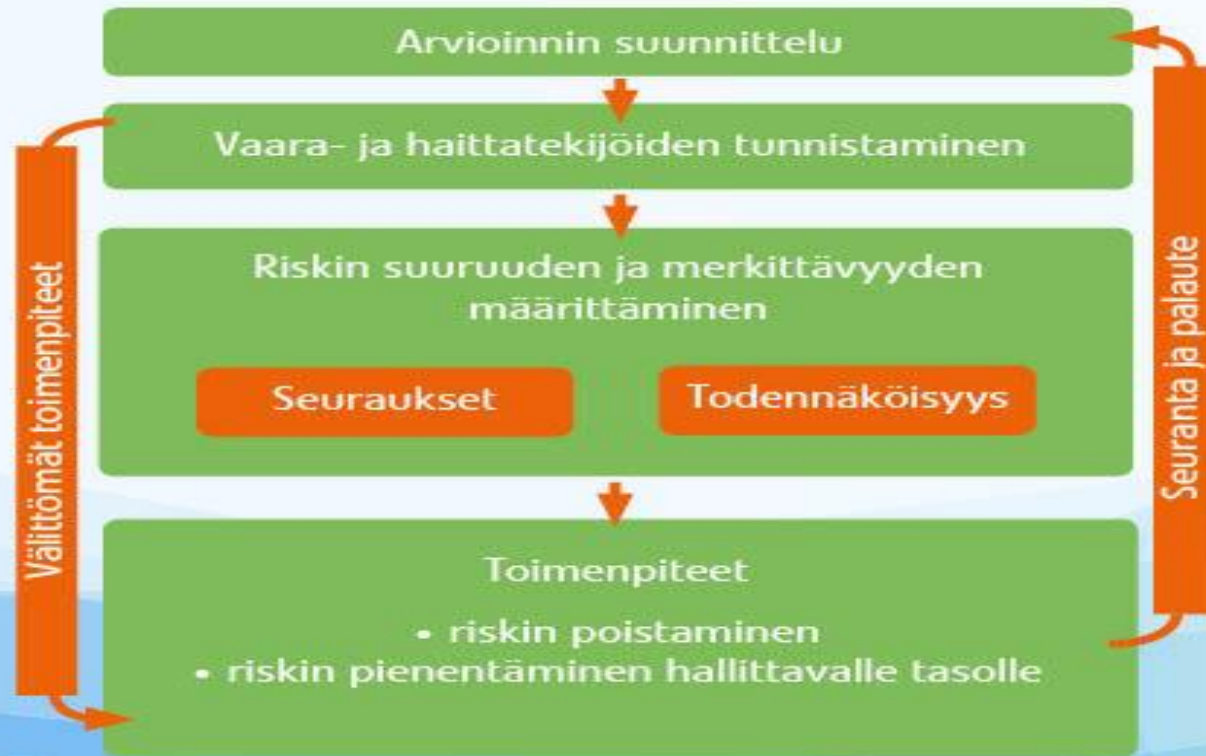 Arvioinnin suunnittelu
Vaara- ja haittatekijöiden tunnistaminen
Riskin suuruuden ja merkittävyyden
määrittäminen
Seuraukset
Todennäköisyys
Toimenpiteet
• riskin poistaminen
• riskin pienentäminen hallittavalle tasolle
Välittömät toimenpiteet
Seuranta ja palaute